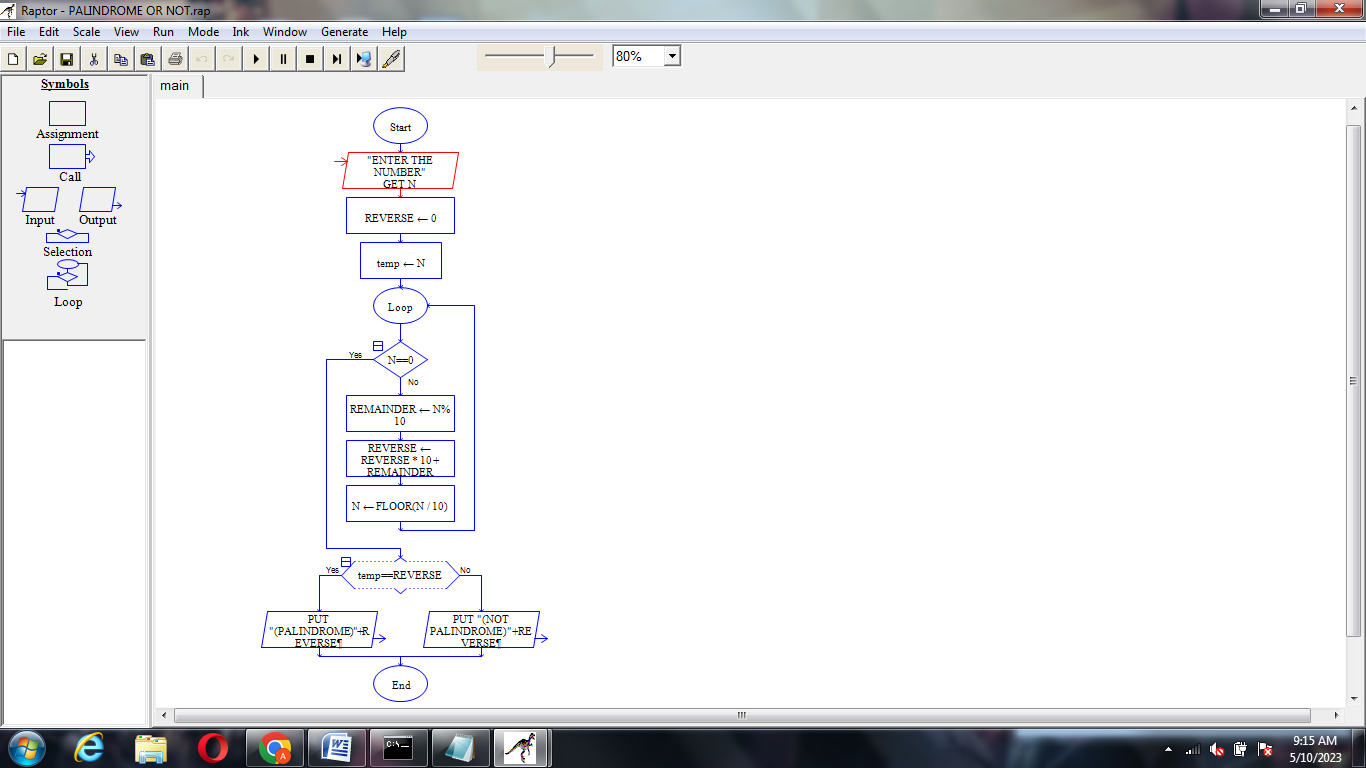 Raptor - PALINDROME OR NOT.rap
File Edit Scale View Run Mode Ink Window Generate Help
80%
Symbols
Assignment
Call
Input Output
Selection
Loop
main
Start
"ENTER THE
NUMBER"
GET N
REVERSE ← 0
temp ← N
Loop
Yes
N==0
No
REMAINDER ← N%
10
REVERSE ←
REVERSE * 10 +
REMAINDER
N ← FLOOR(N / 10)
Yes
temp==REVERSE
No
PUT
"(PALINDROME)"+R
EVERSE¶
PUT "(NOT
PALINDROME)"+RE
VERSE¶
End
C:\.
9:15 AM
5/10/2023